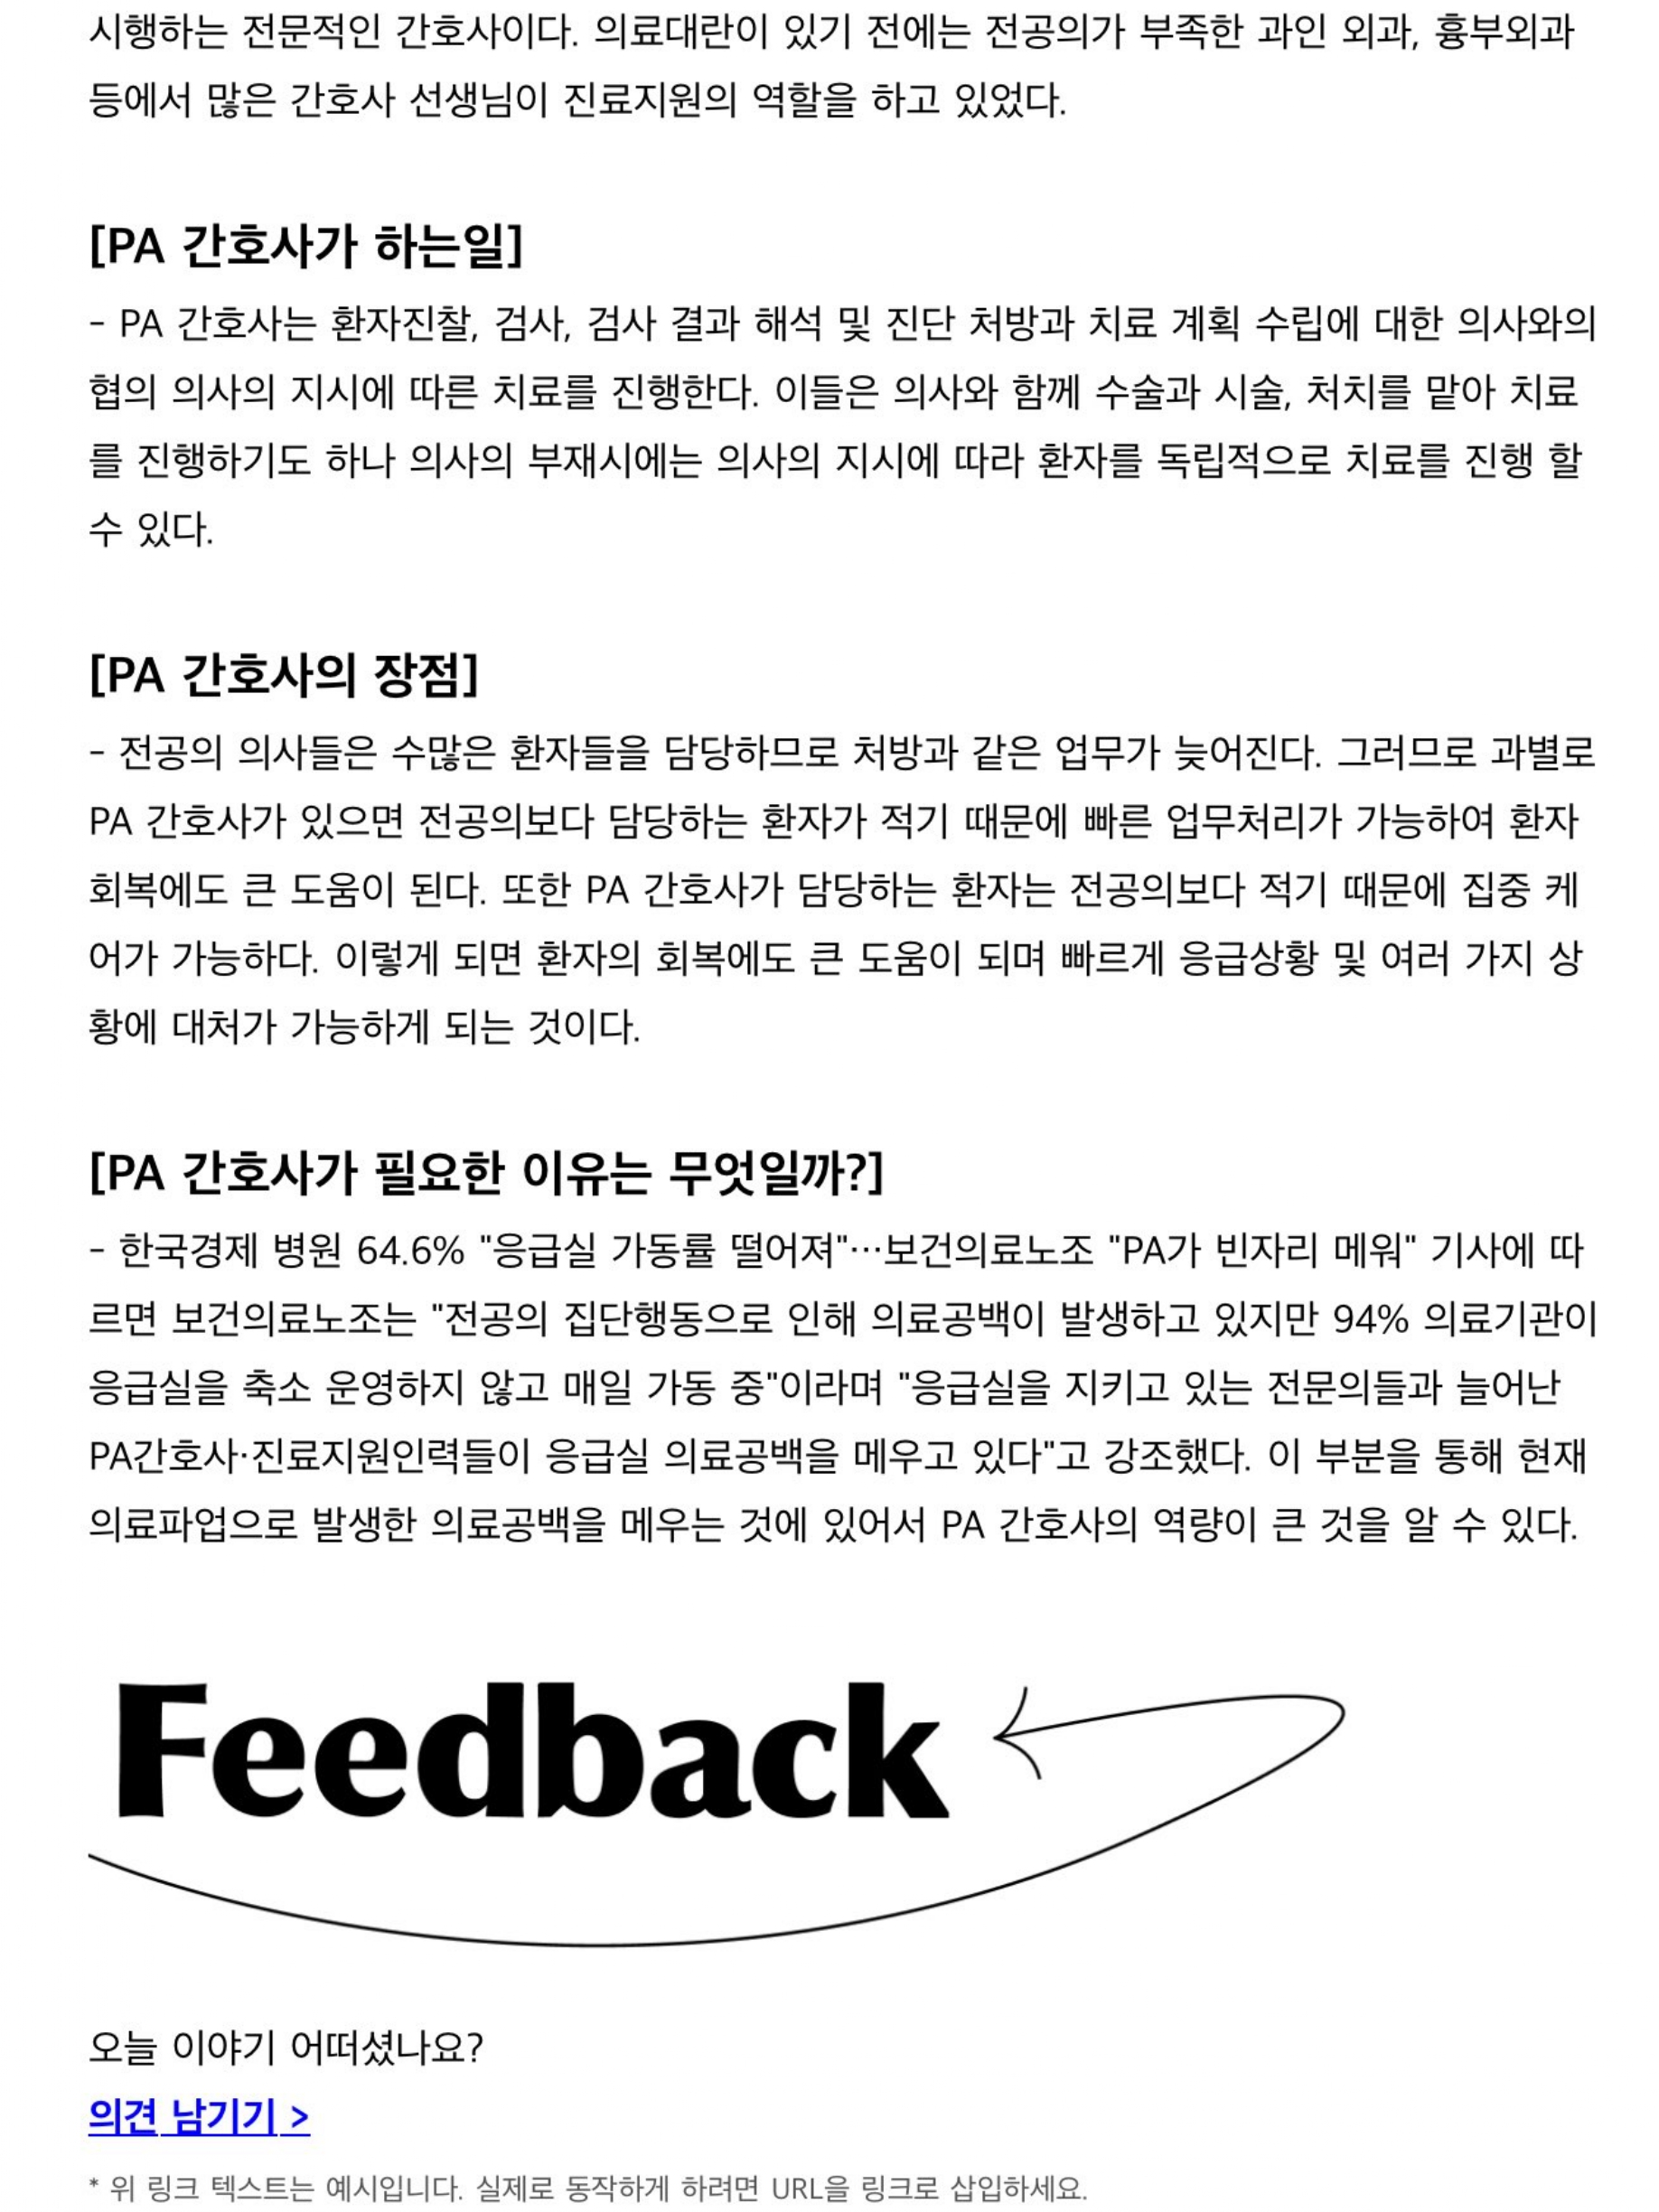 시행하는 전문적인 간호사이다. 의료대란이 있기 전에는 전공의가 부족한 과인 외과, 흉부외과
등에서 많은 간호사 선생님이 진료지원의 역할을 하고 있었다.
[PA 간호사가 하는일]
- PA 간호사는 환자진찰, 검사, 검사 결과 해석 및 진단 처방과 치료 계획 수립에 대한 의사와의
협의 의사의 지시에 따른 치료를 진행한다. 이들은 의사와 함께 수술과 시술, 처치를 맡아 치료
를 진행하기도 하나 의사의 부재시에는 의사의 지시에 따라 환자를 독립적으로 치료를 진행 할
수 있다.
[PA 간호사의 장점]
- 전공의 의사들은 수많은 환자들을 담당하므로 처방과 같은 업무가 늦어진다. 그러므로 과별로
PA 간호사가 있으면 전공의보다 담당하는 환자가 적기 때문에 빠른 업무처리가 가능하여 환자
회복에도 큰 도움이 된다. 또한 PA 간호사가 담당하는 환자는 전공의보다 적기 때문에 집중 케
어가 가능하다. 이렇게 되면 환자의 회복에도 큰 도움이 되며 빠르게 응급상황 및 여러 가지 상
황에 대처가 가능하게 되는 것이다.
[PA 간호사가 필요한 이유는 무엇일까?]
- 한국경제 병원 64.6% "응급실 가동률 떨어져"…보건의료노조 "PA가 빈자리 메워" 기사에 따
르면 보건의료노조는 "전공의 집단행동으로 인해 의료공백이 발생하고 있지만 94% 의료기관이
응급실을 축소 운영하지 않고 매일 가동 중"이라며 "응급실을 지키고 있는 전문의들과 늘어난
PA간호사·진료지원인력들이 응급실 의료공백을 메우고 있다"고 강조했다. 이 부분을 통해 현재
의료파업으로 발생한 의료공백을 메우는 것에 있어서 PA 간호사의 역량이 큰 것을 알 수 있다.
Feedback
오늘 이야기 어떠셨나요?
의견 남기기 >
* 위 링크 텍스트는 예시입니다. 실제로 동작하게 하려면 URL을 링크로 삽입하세요.